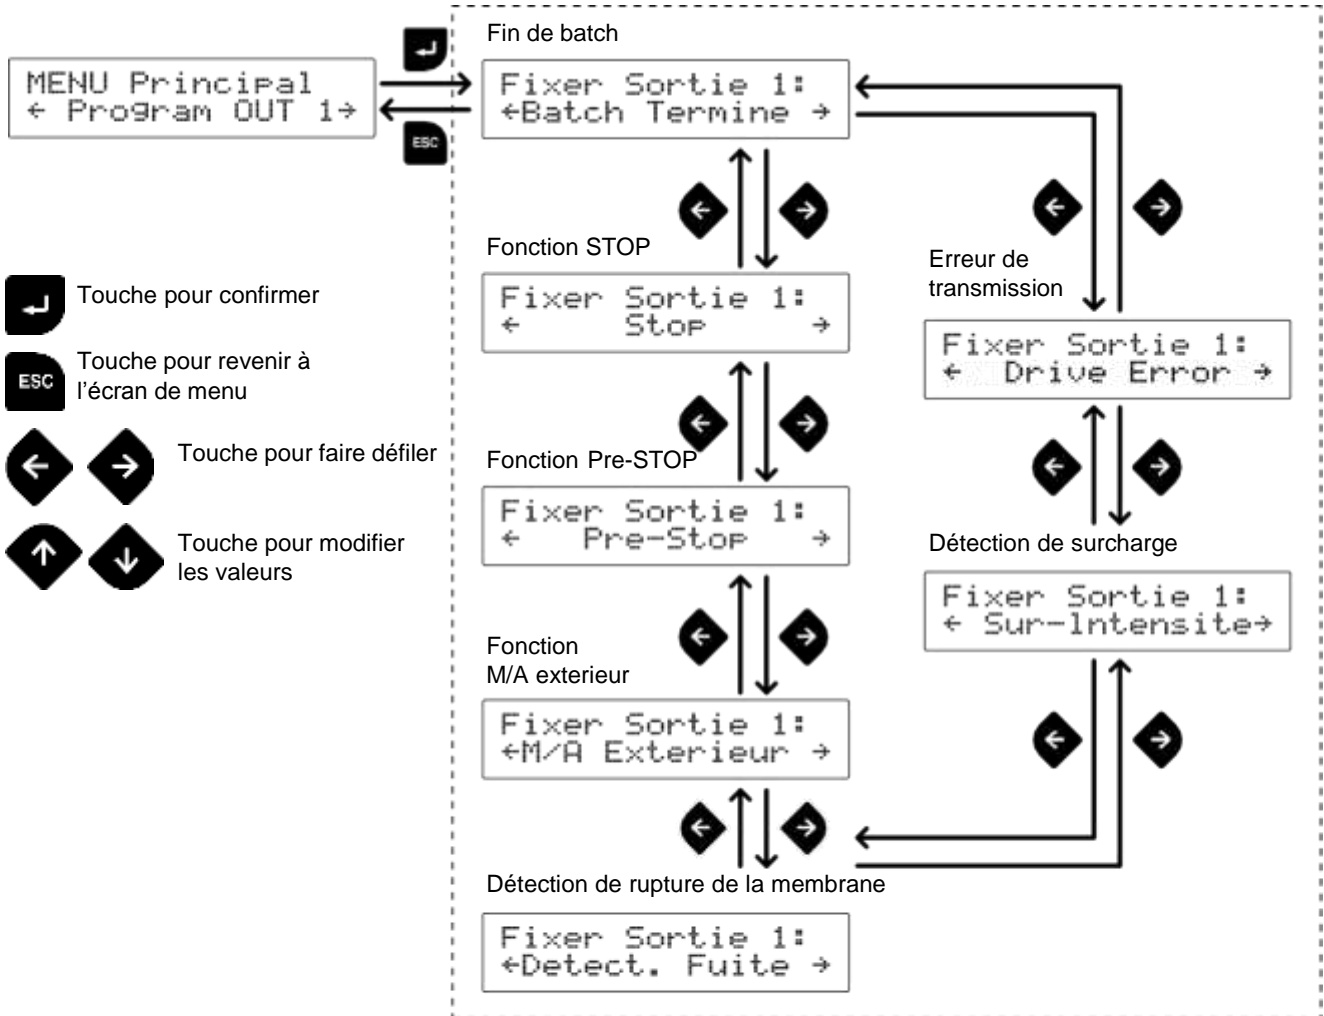 MENU Principal
← Program OUT 1→
ESC
Fin de batch
Fixer Sortie 1:
←Batch Termine →
Fonction STOP
Fixer Sortie 1:
← Stop →
Fonction Pre-STOP
Fixer Sortie 1:
← Pre-Stop →
Fonction
M/A exterieur
Fixer Sortie 1:
←M/A Exterieur →
Détection de rupture de la membrane
Fixer Sortie 1:
←Detect. Fuite →
Erreur de
transmission
Fixer Sortie 1:
← Drive Error →
Détection de surcharge
Fixer Sortie 1:
← Sur-lntensite→
Touche pour confirmer
ESC
Touche pour revenir à
l'écran de menu
Touche pour faire défiler
Touche pour modifier
les valeurs